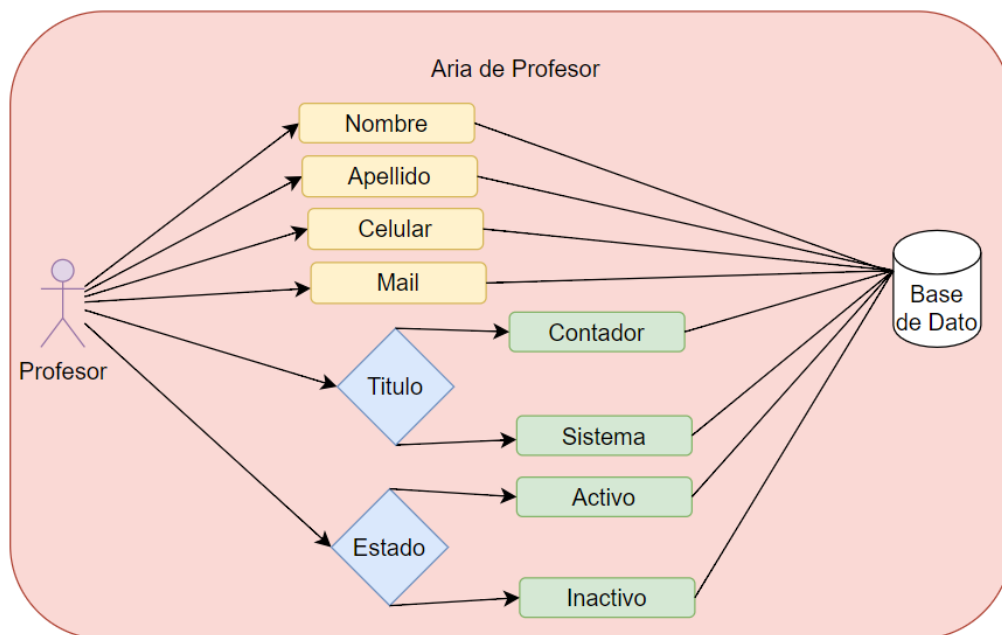 Aria de Profesor
Nombre
Apellido
Celular
Mail
Profesor
Titulo
Contador
Sistema
Estado
Activo
Inactivo
Base
de Dato